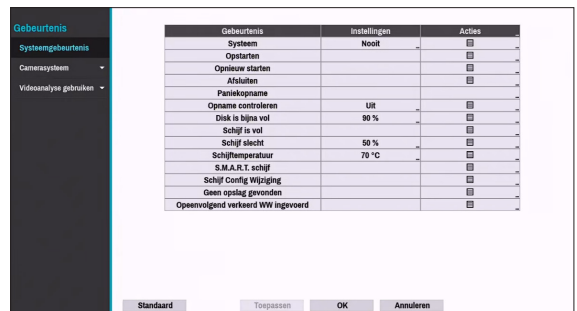 Gebeurtenis
Systeemgebeurtenis
Camerasysteem
Videoanalyse gebruiken
Gebeurtenis Instellingen Acties
Systeem Nooit
Opstarten
Opnieuw starten
Afsluiten
Paniekopname
Opname controleren Uit
Disk is bijna vol 90 %
Schijf is vol
Schijf slecht 50 %
Schijftemperatuur 70 °C
S.M.A.R.T. schijf
Schijf Config Wijziging
Geen opslag gevonden
Opeenvolgend verkeerd WW ingevoerd
Standaard Toepassen OK Annuleren